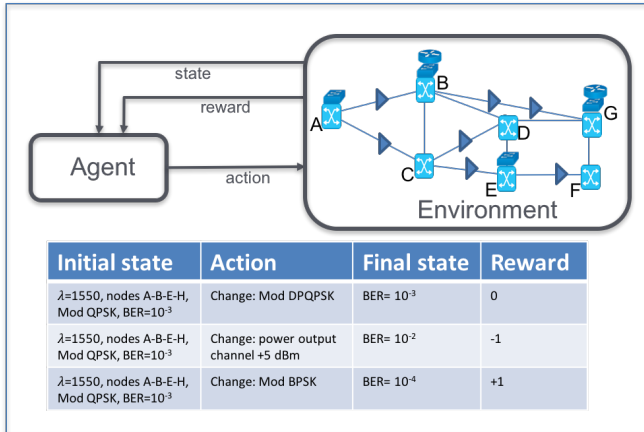 state
reward
Agent
action
A
B
C
D
E
F
G
Environment
Initial state Action Final state Reward
λ=1550, nodes A-B-E-H, Change: Mod DPQPSK BER= 10⁻³ 0
Mod QPSK, BER=10⁻³
λ=1550, nodes A-B-E-H, Change: power output BER= 10⁻² -1
Mod QPSK, BER=10⁻³ channel +5 dBm
λ=1550, nodes A-B-E-H, Change: Mod BPSK BER= 10⁻⁴ +1
Mod QPSK, BER=10⁻³